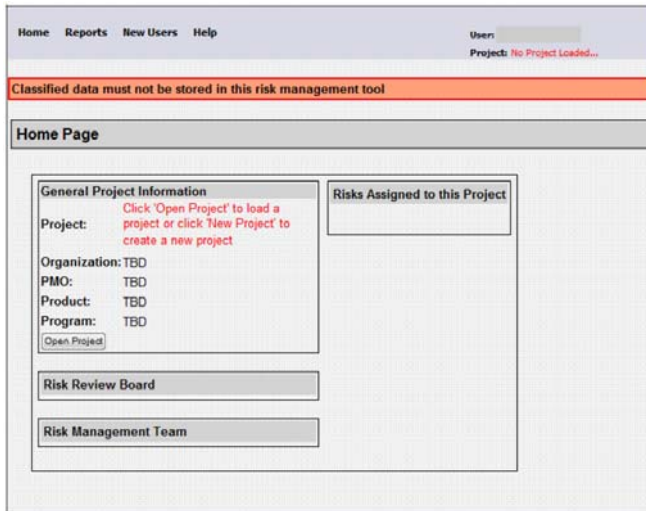 Home Reports New Users Help
User:
Project: No Project Loaded...
Classified data must not be stored in this risk management tool
Home Page
General Project Information
Project: Click 'Open Project' to load a
project or click 'New Project' to
create a new project
Organization: TBD
PMO: TBD
Product: TBD
Program: TBD
Open Project
Risks Assigned to this Project
Risk Review Board
Risk Management Team